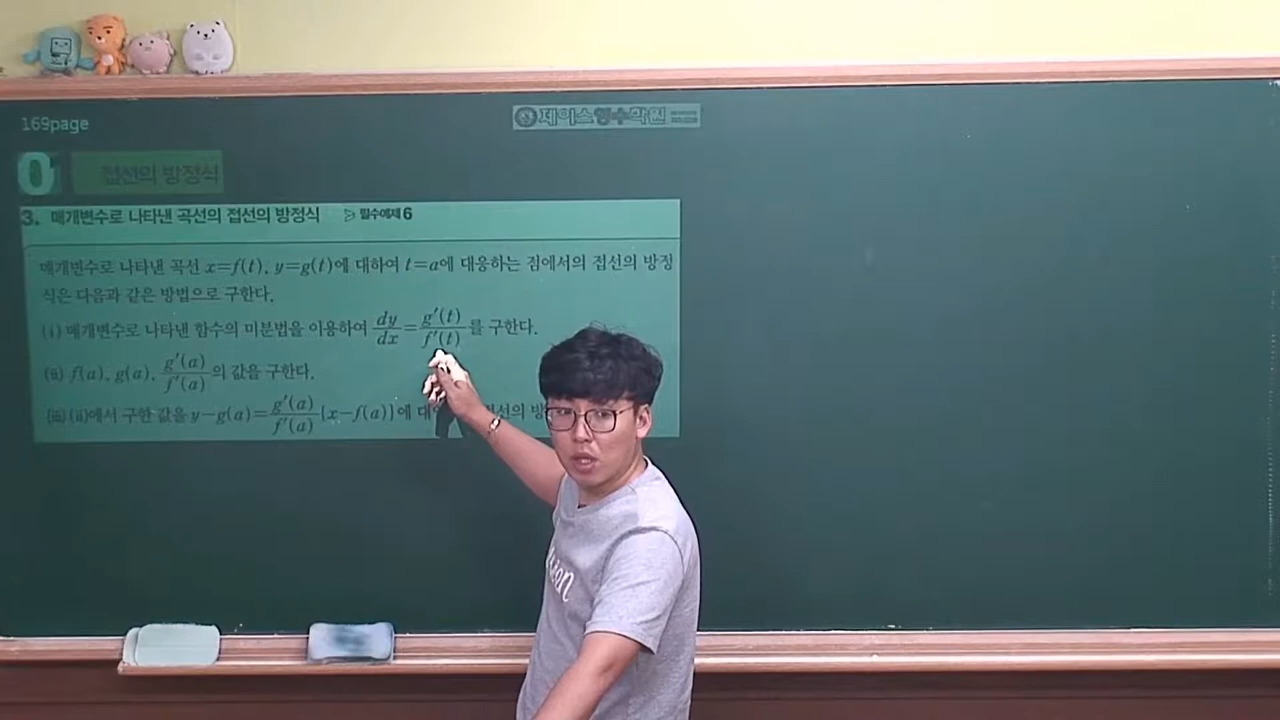 169page
제이스영수학원
01 접선의 방정식
3. 매개변수로 나타낸 곡선의 접선의 방정식 ≫ 필수예제 6
매개변수로 나타낸 곡선 x=f(t), y=g(t)에 대하여 t=a에 대응하는 점에서의 접선의 방정
식은 다음과 같은 방법으로 구한다.
(ⅰ) 매개변수로 나타낸 함수의 미분법을 이용하여 dy/dx=g′(t)/f′(t)를 구한다.
(ⅱ) f(a), g(a), g′(a)/f′(a)의 값을 구한다.
(ⅲ) (ⅱ)에서 구한 값을 y-g(a)=g′(a)/f′(a){x-f(a)}에 대 선의 방